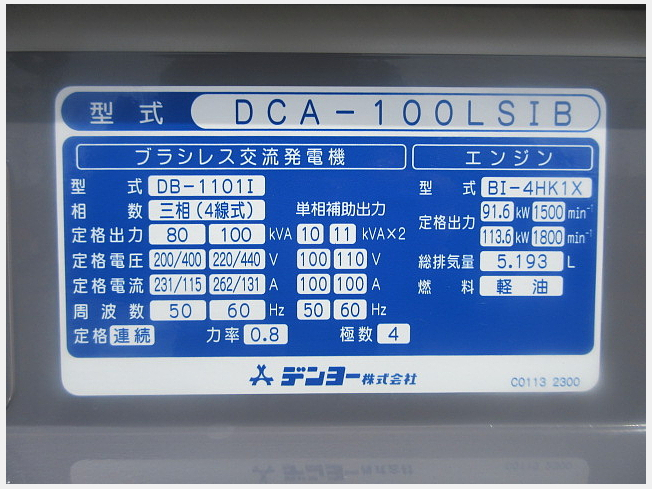 型式 DCA-100LSIB
ブラシレス交流発電機
型式 DB-1101I
相数 三相(4線式) 単相補助出力
定格出力 80 100 kVA 10 11 kVA×2
定格電圧 200/400 220/440 V 100 110 V
定格電流 231/115 262/131 A 100 100 A
周波数 50 60 Hz 50 60 Hz
定格 連続 力率 0.8 極数 4
エンジン
型式 BI-4HK1X
定格出力 91.6 kW 1500 min⁻¹
113.6 kW 1800 min⁻¹
総排気量 5.193 L
燃料 軽油
デンヨー株式会社
C0113 2300